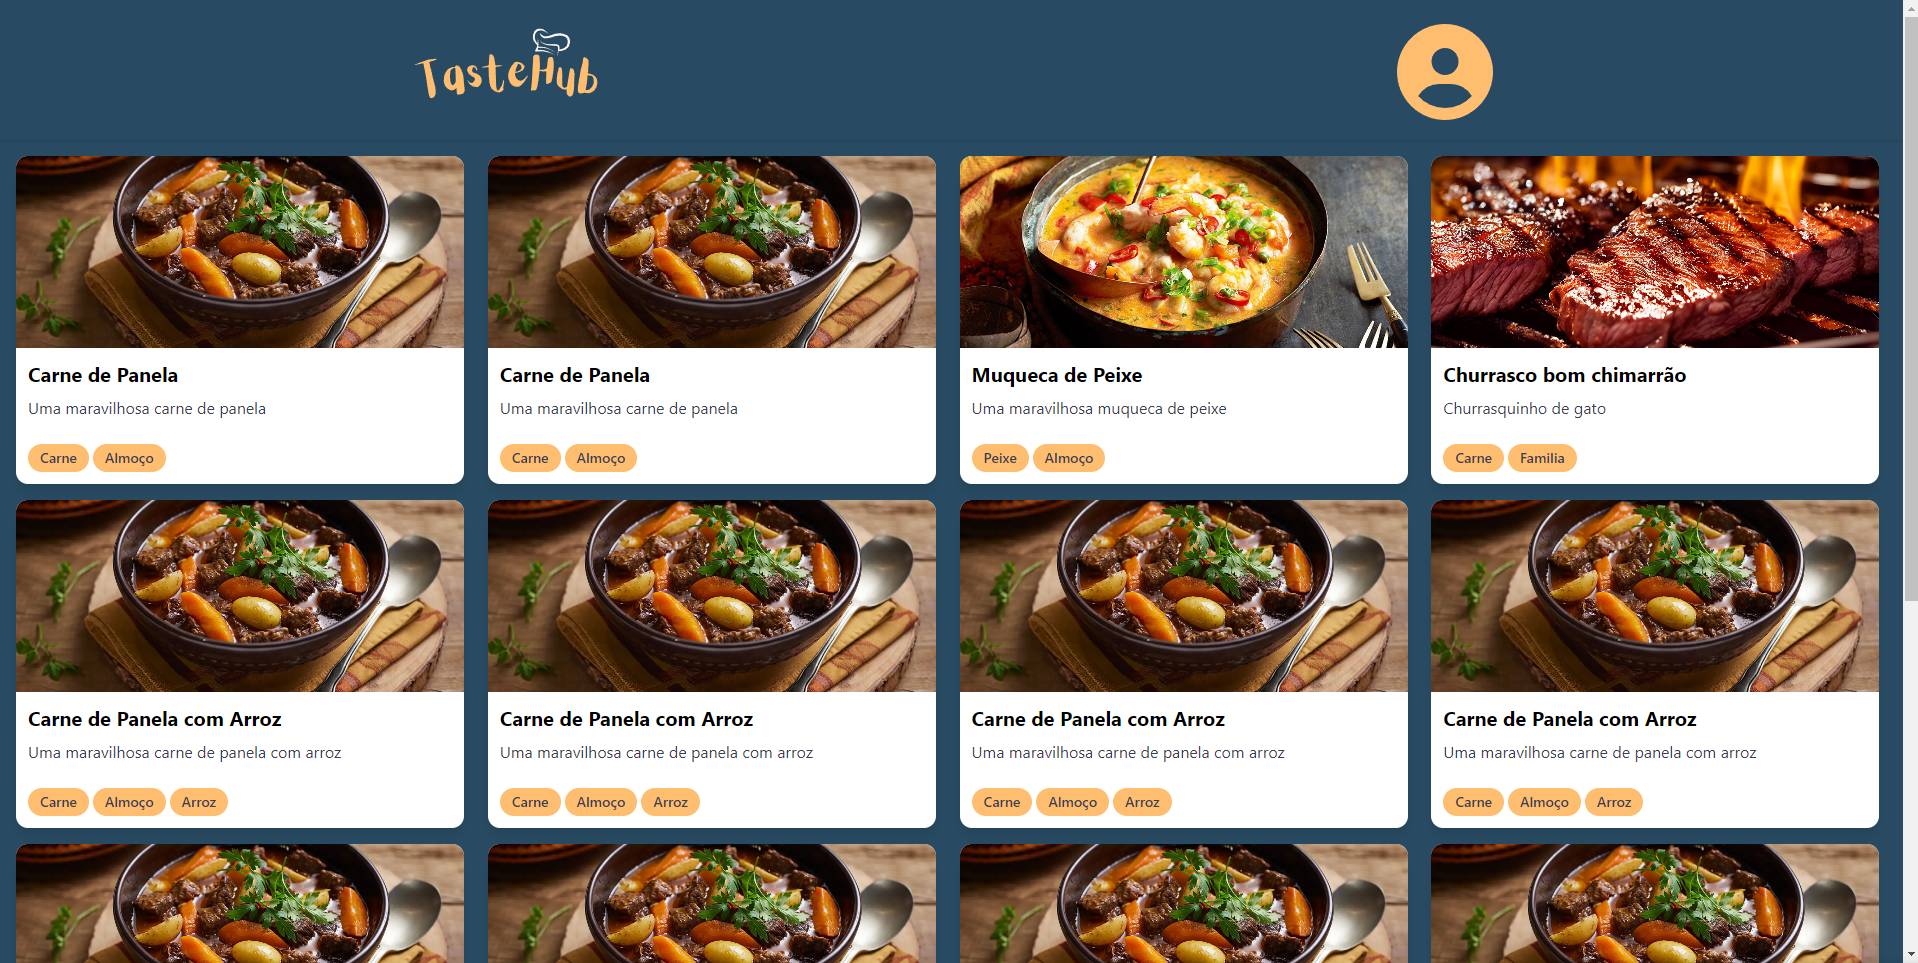 TasteHub
Carne de Panela
Uma maravilhosa carne de panela
Carne Almoço
Carne de Panela
Uma maravilhosa carne de panela
Carne Almoço
Muqueca de Peixe
Uma maravilhosa muqueca de peixe
Peixe Almoço
Churrasco bom chimarrão
Churrasquinho de gato
Carne Familia
Carne de Panela com Arroz
Uma maravilhosa carne de panela com arroz
Carne Almoço Arroz
Carne de Panela com Arroz
Uma maravilhosa carne de panela com arroz
Carne Almoço Arroz
Carne de Panela com Arroz
Uma maravilhosa carne de panela com arroz
Carne Almoço Arroz
Carne de Panela com Arroz
Uma maravilhosa carne de panela com arroz
Carne Almoço Arroz